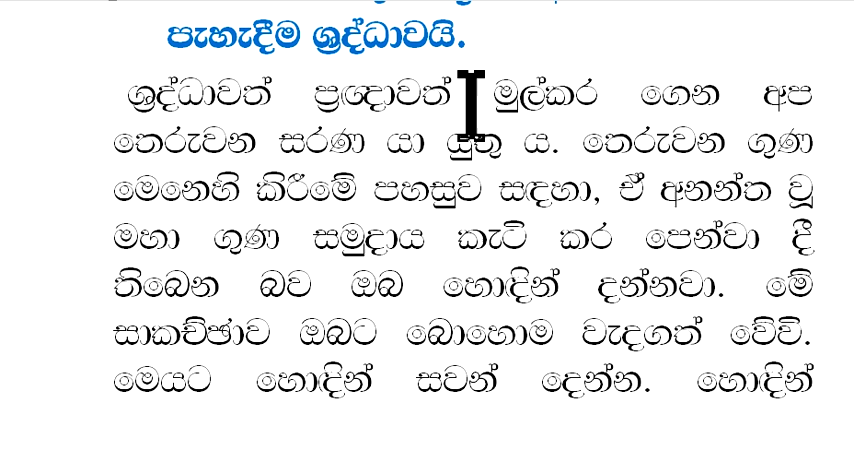 පැහැදීම ශ්‍රද්ධාවයි.
ශ්‍රද්ධාවත් ප්‍රඥාවත් මුල්කර ගෙන අප
තෙරුවන සරණ යා යුතු ය. තෙරුවන ගුණ
මෙනෙහි කිරීමේ පහසුව සඳහා, ඒ අනන්ත වූ
මහා ගුණ සමුදාය කැටි කර පෙන්වා දී
තිබෙන බව ඔබ හොඳින් දන්නවා. මේ
සාකච්ඡාව ඔබට බොහොම වැදගත් වේවි.
මෙයට හොඳින් සවන් දෙන්න. හොඳින්